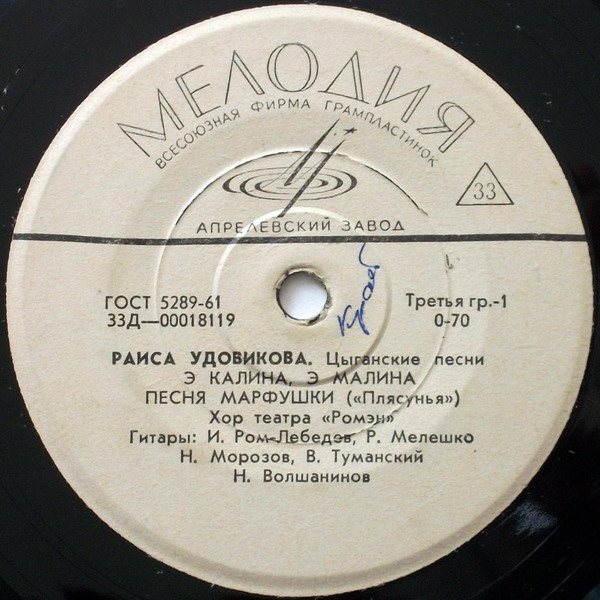 МЕЛОДИЯ
ВСЕСОЮЗНАЯ ФИРМА ГРАМПЛАСТИНОК
33
АПРЕЛЕВСКИЙ ЗАВОД
ГОСТ 5289-61
33Д—00018119
Третья гр.-1
0-70
РАИСА УДОВИКОВА. Цыганские песни
Э КАЛИНА, Э МАЛИНА
ПЕСНЯ МАРФУШКИ («Плясунья»)
Хор театра «Ромэн»
Гитары: И. Ром-Лебедев, Р. Мелешко
Н. Морозов, В. Туманский
Н. Волшанинов